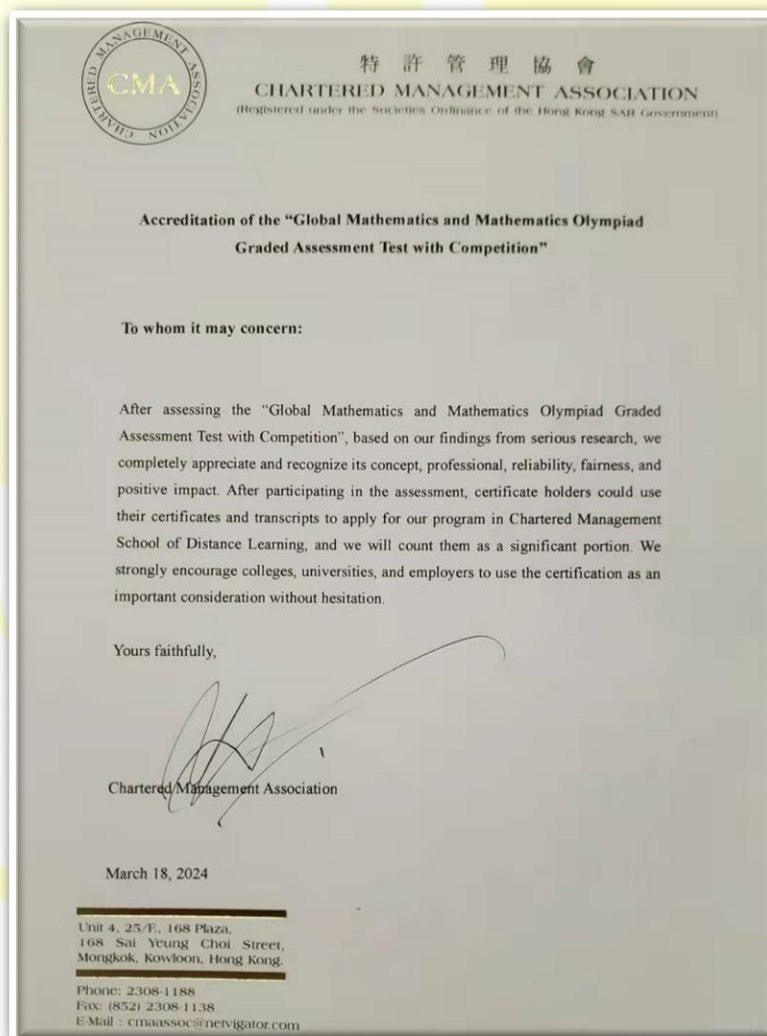 CHARTERED MANAGEMENT ASSOCIATION
CMA
特許管理協會
CHARTERED MANAGEMENT ASSOCIATION
(Registered under the Societies Ordinance of the Hong Kong SAR Government)
Accreditation of the “Global Mathematics and Mathematics Olympiad
Graded Assessment Test with Competition”
To whom it may concern:
After assessing the “Global Mathematics and Mathematics Olympiad Graded
Assessment Test with Competition”, based on our findings from serious research, we
completely appreciate and recognize its concept, professional, reliability, fairness, and
positive impact. After participating in the assessment, certificate holders could use
their certificates and transcripts to apply for our program in Chartered Management
School of Distance Learning, and we will count them as a significant portion. We
strongly encourage colleges, universities, and employers to use the certification as an
important consideration without hesitation.
Yours faithfully,
Chartered Management Association
March 18, 2024
Unit 4, 25/F, 168 Plaza,
168 Sai Yeung Choi Street,
Mongkok, Kowloon, Hong Kong.
Phone: 2308-1188
Fax: (852) 2308-1138
E-Mail : cmaassoc@netvigator.com